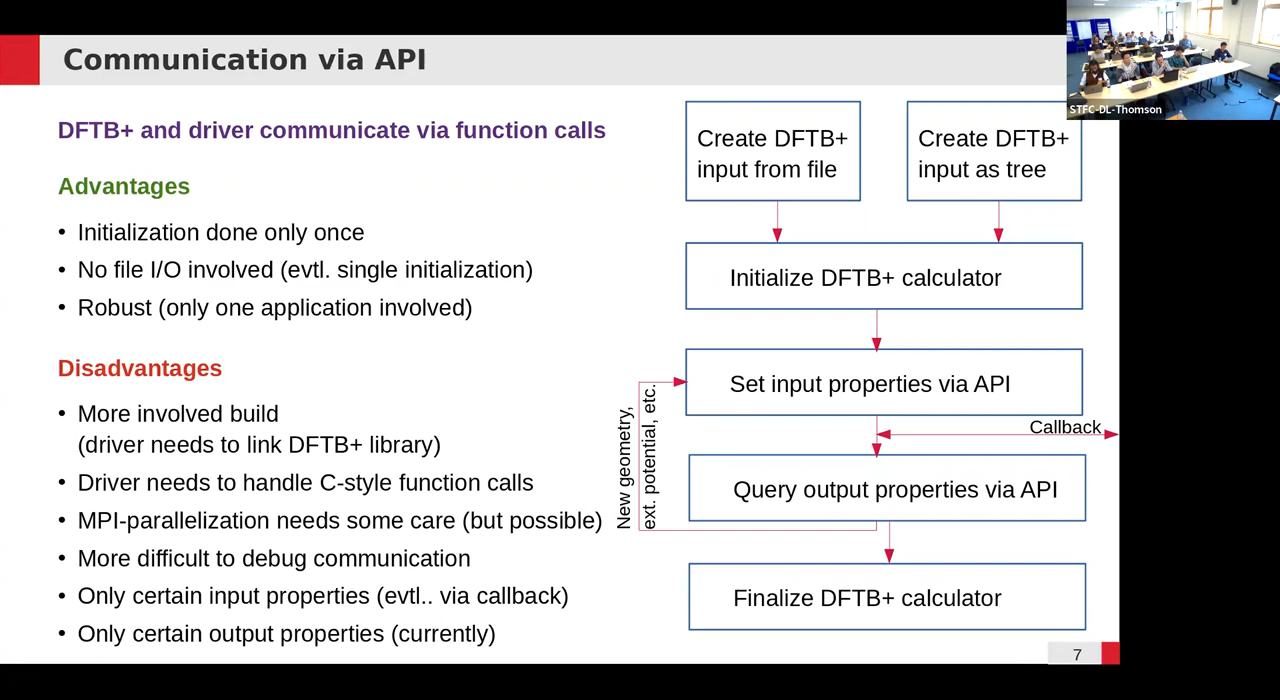 Communication via API
STFC-DL-Thomson
DFTB+ and driver communicate via function calls
Advantages
• Initialization done only once
• No file I/O involved (evtl. single initialization)
• Robust (only one application involved)
Disadvantages
• More involved build
(driver needs to link DFTB+ library)
• Driver needs to handle C-style function calls
• MPI-parallelization needs some care (but possible)
• More difficult to debug communication
• Only certain input properties (evtl.. via callback)
• Only certain output properties (currently)
Create DFTB+
input from file
Create DFTB+
input as tree
Initialize DFTB+ calculator
Set input properties via API
Callback
New geometry,
ext. potential, etc.
Query output properties via API
Finalize DFTB+ calculator
7